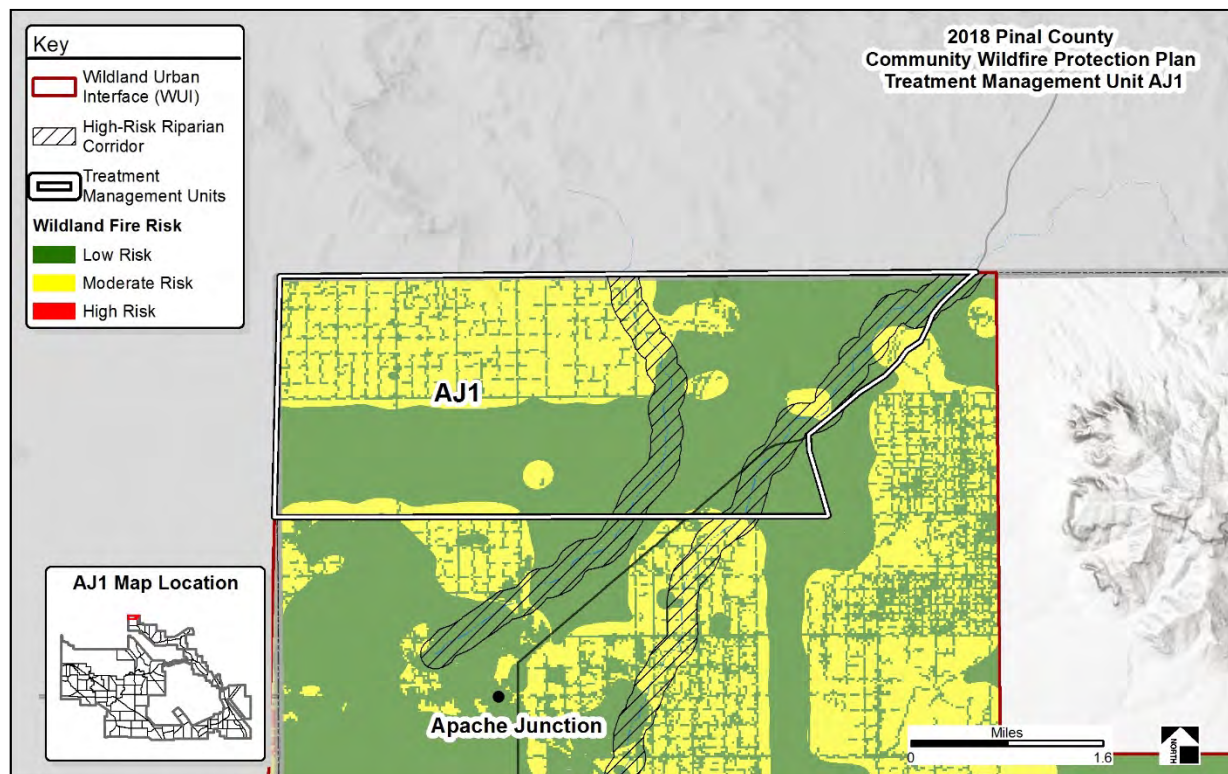 Key
Wildland Urban
Interface (WUI)
High-Risk Riparian
Corridor
Treatment
Management Units
Wildland Fire Risk
Low Risk
Moderate Risk
High Risk
2018 Pinal County
Community Wildfire Protection Plan
Treatment Management Unit AJ1
AJ1
AJ1 Map Location
Apache Junction
Miles
0 1.6
NORTH